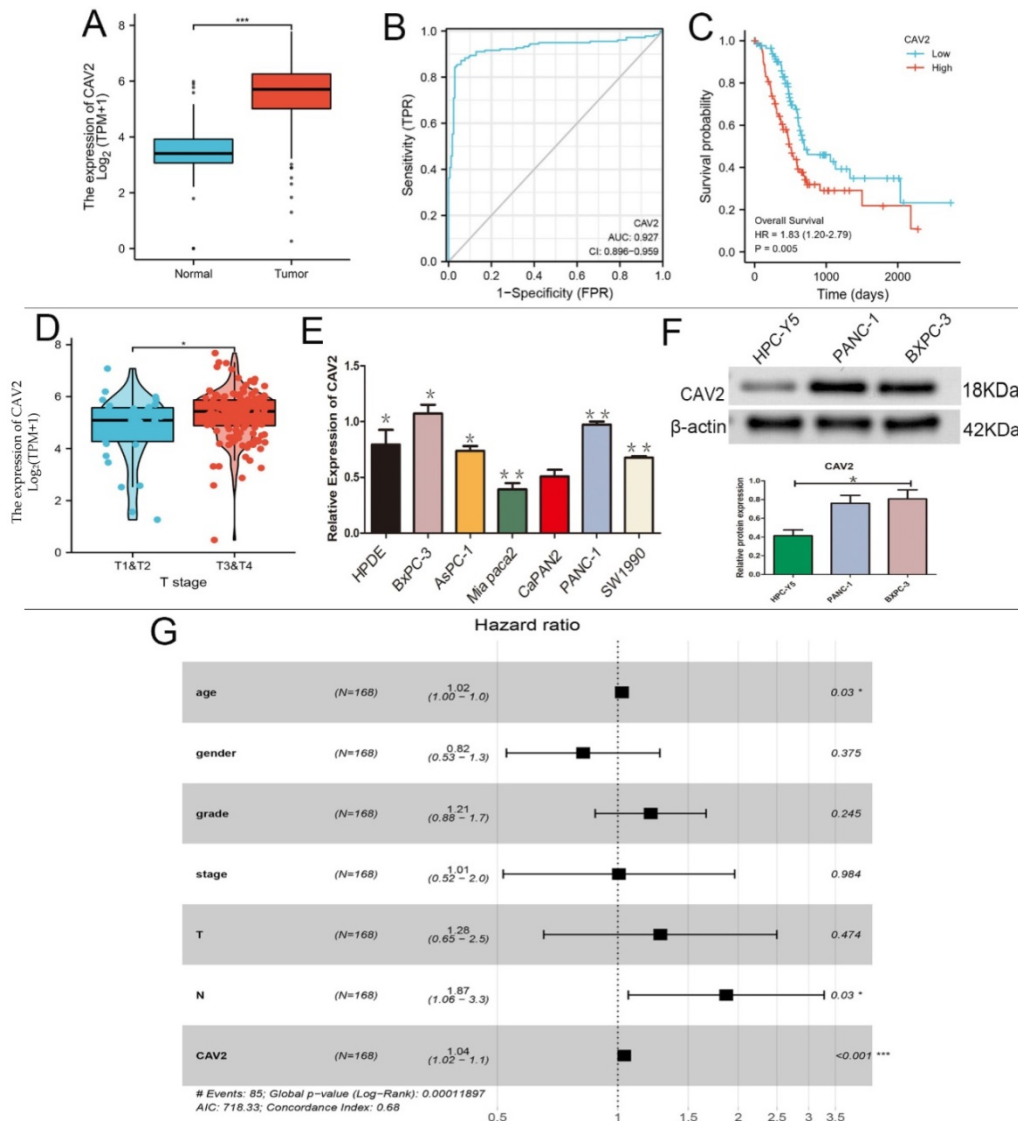 A
The expression of CAV2
Log2 (TPM+1)
8
6
4
2
0
***
Normal
Tumor
B
Sensitivity (TPR)
1.0
0.8
0.6
0.4
0.2
0.0
CAV2
AUC: 0.927
CI: 0.896−0.959
0.0 0.2 0.4 0.6 0.8 1.0
1−Specificity (FPR)
C
CAV2
Low
High
Survival probability
1.0
0.8
0.6
0.4
0.2
0.0
Overall Survival
HR = 1.83 (1.20-2.79)
P = 0.005
0 1000 2000
Time (days)
D
The expression of CAV2
Log2(TPM+1)
8
6
4
2
0
*
T1&T2
T3&T4
T stage
E
Relative Expression of CAV2
1.5
1.0
0.5
0.0
* * * ** ** **
HPDE
BxPC-3
AsPC-1
Mia paca2
CaPAN2
PANC-1
SW1990
F
HPC-Y5
PANC-1
BXPC-3
CAV2
18KDa
β-actin
42KDa
CAV2
Relative protein expression
1.0
0.8
0.6
0.4
0.2
0.0
*
HPC-Y5
PANC-1
BXPC-3
G
Hazard ratio
age (N=168) 1.02 (1.00 − 1.0) 0.03 *
gender (N=168) 0.82 (0.53 − 1.3) 0.375
grade (N=168) 1.21 (0.88 − 1.7) 0.245
stage (N=168) 1.01 (0.52 − 2.0) 0.984
T (N=168) 1.28 (0.65 − 2.5) 0.474
N (N=168) 1.87 (1.06 − 3.3) 0.03 *
CAV2 (N=168) 1.04 (1.02 − 1.1) <0.001 ***
# Events: 85; Global p−value (Log−Rank): 0.00011897
AIC: 718.33; Concordance Index: 0.68
0.5 1 1.5 2 2.5 3 3.5